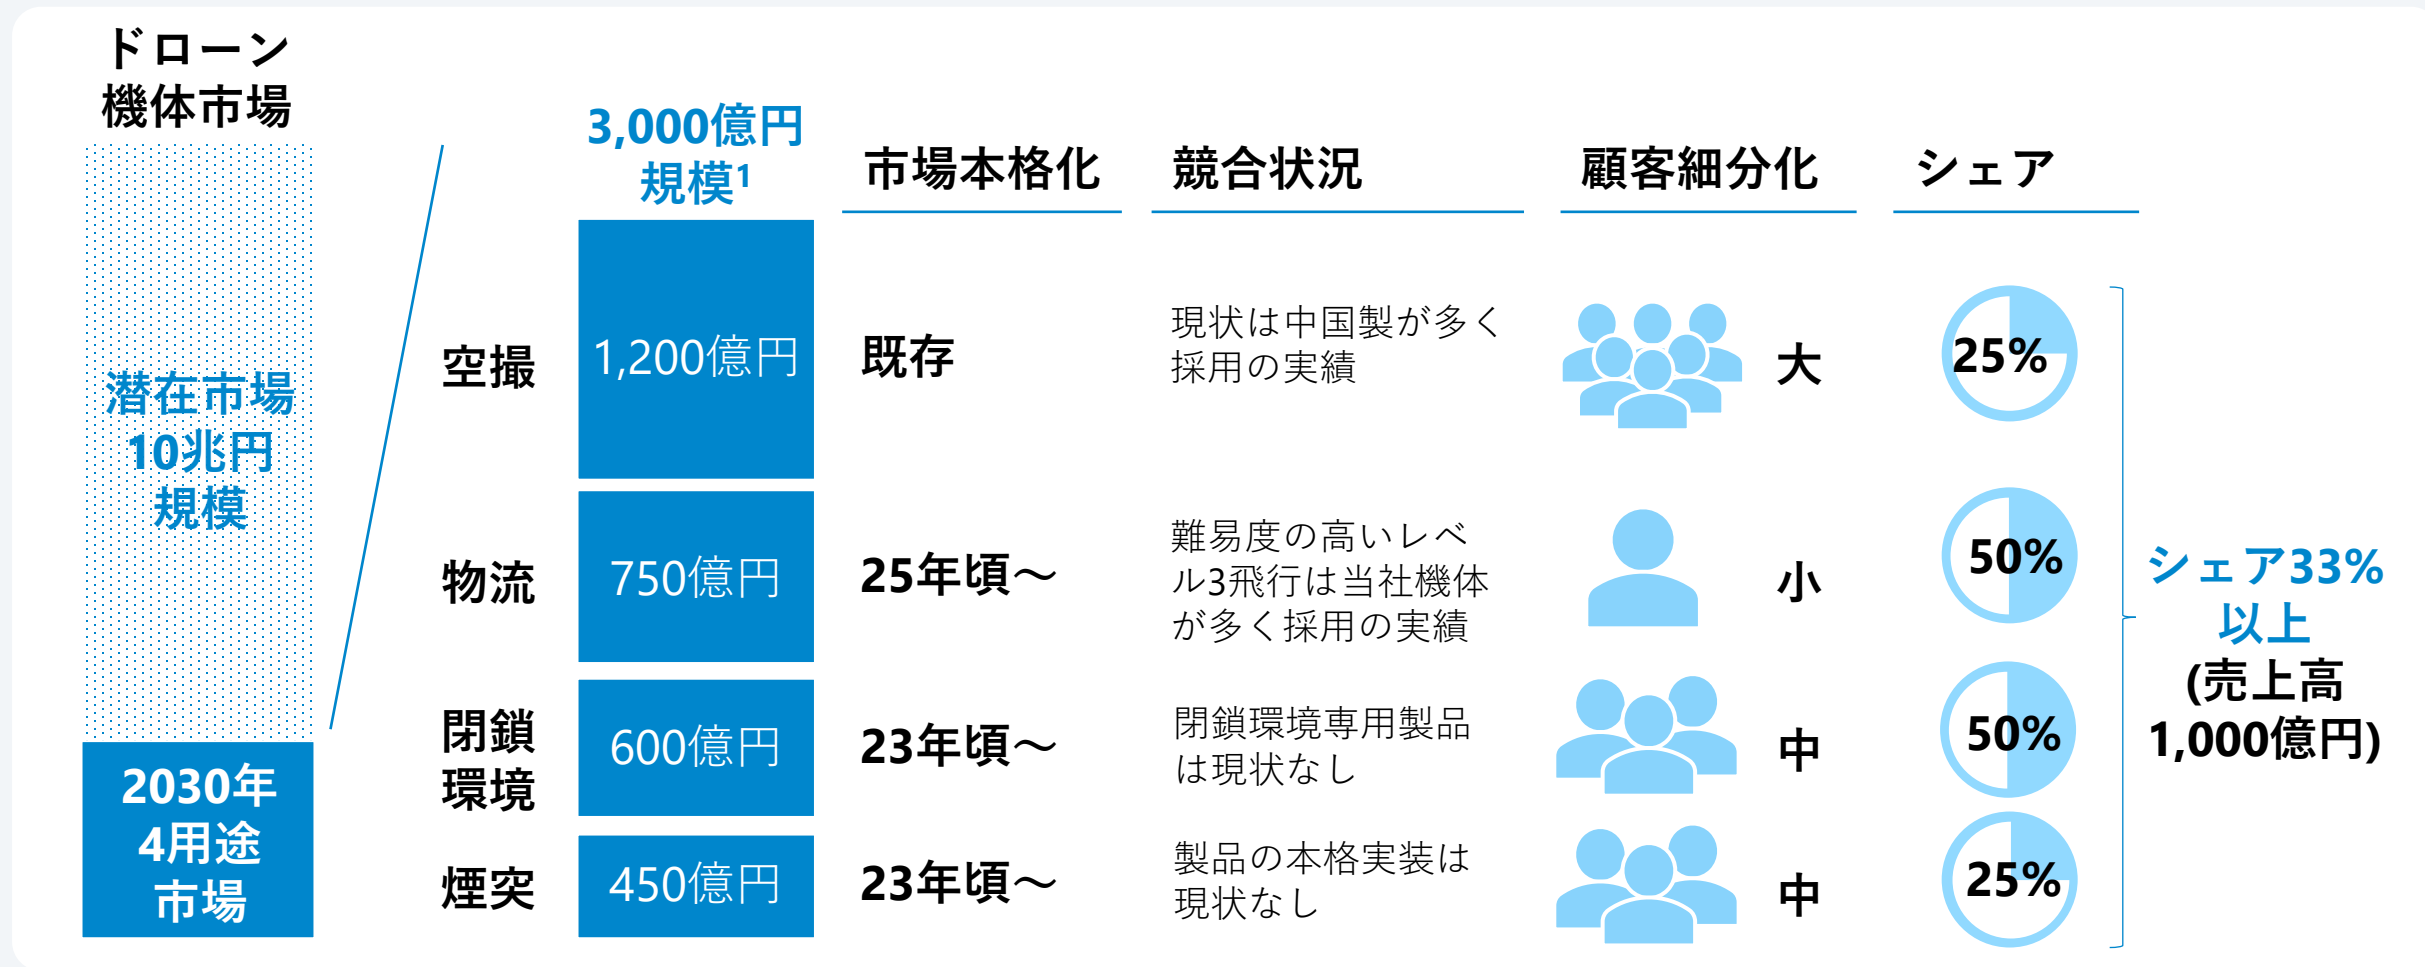 ドローン
機体市場
潜在市場
10兆円
規模
2030年
4用途
市場
3,000億円
規模1
市場本格化
競合状況
顧客細分化
シェア
空撮
1,200億円
既存
現状は中国製が多く
採用の実績
大
25%
物流
750億円
25年頃～
難易度の高いレベ
ル3飛行は当社機体
が多く採用の実績
小
50%
閉鎖
環境
600億円
23年頃～
閉鎖環境専用製品
は現状なし
中
50%
煙突
450億円
23年頃～
製品の本格実装は
現状なし
中
25%
シェア33%
以上
(売上高
1,000億円)